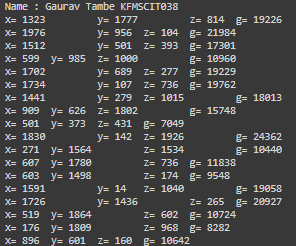 Name : Gaurav Tambe KFMSCIT038
x= 1323 y= 1777 z= 814 g= 19226
x= 1976 y= 956 z= 104 g= 21984
x= 1512 y= 501 z= 393 g= 17301
x= 599 y= 985 z= 1000 g= 10960
x= 1702 y= 689 z= 277 g= 19229
x= 1734 y= 107 z= 736 g= 19762
x= 1441 y= 279 z= 1015 g= 18013
x= 909 y= 626 z= 1802 g= 15748
x= 501 y= 373 z= 431 g= 7049
x= 1830 y= 142 z= 1926 g= 24362
x= 271 y= 1564 z= 1534 g= 10440
x= 607 y= 1780 z= 736 g= 11838
x= 603 y= 1498 z= 174 g= 9548
x= 1591 y= 14 z= 1040 g= 19058
x= 1726 y= 1436 z= 265 g= 20927
x= 519 y= 1864 z= 602 g= 10724
x= 176 y= 1809 z= 968 g= 8282
x= 896 y= 601 z= 160 g= 10642